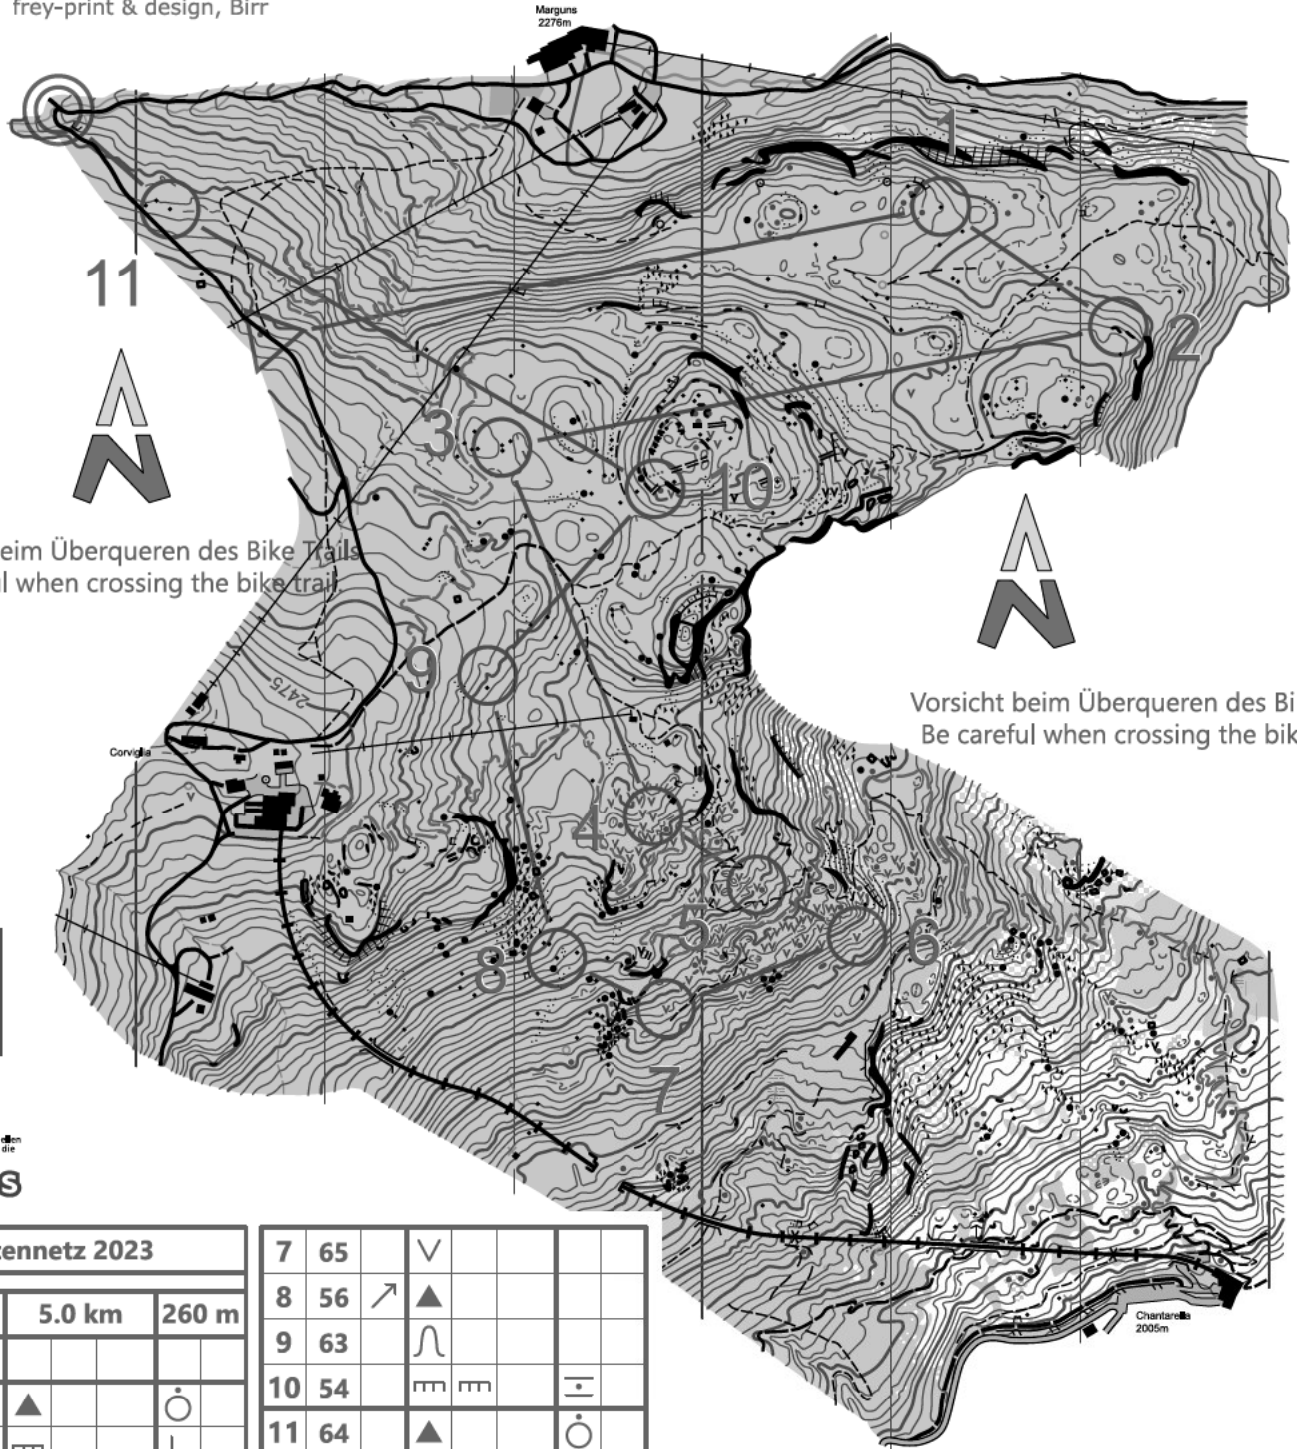 frey-print & design, Birr
Marguns
2276m
1
11
2
3
10
eim Überqueren des Bike Trails
l when crossing the bike trail.
9
2475
Vorsicht beim Überqueren des Bi
Be careful when crossing the bik
Corviglia
4
5
6
8
7
die
s
tennetz 2023
5.0 km 260 m
7 65
8 56
9 63
10 54
11 64
Chantarella
2005m